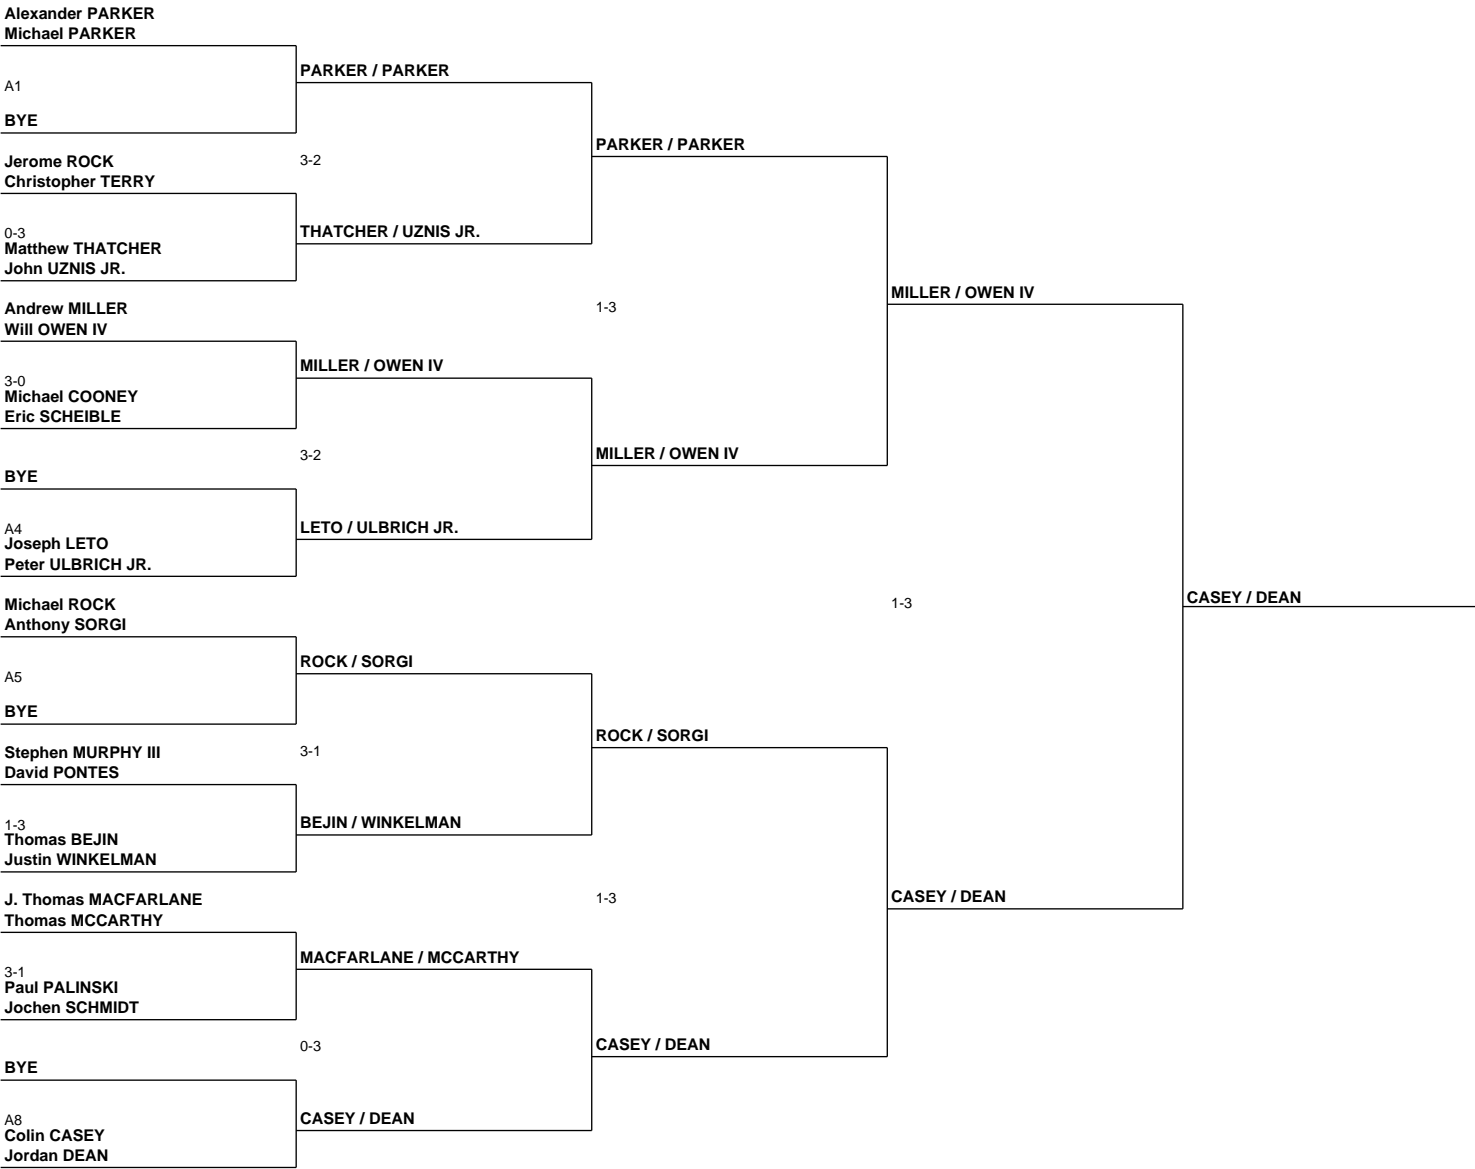 Alexander PARKER
Michael PARKER
PARKER / PARKER
A1
BYE
PARKER / PARKER
Jerome ROCK
Christopher TERRY
3-2
0-3
Matthew THATCHER
John UZNIS JR.
THATCHER / UZNIS JR.
MILLER / OWEN IV
Andrew MILLER
Will OWEN IV
1-3
MILLER / OWEN IV
3-0
Michael COONEY
Eric SCHEIBLE
3-2
MILLER / OWEN IV
BYE
A4
Joseph LETO
Peter ULBRICH JR.
LETO / ULBRICH JR.
Michael ROCK
Anthony SORGI
1-3
CASEY / DEAN
ROCK / SORGI
A5
BYE
ROCK / SORGI
Stephen MURPHY III
David PONTES
3-1
1-3
Thomas BEJIN
Justin WINKELMAN
BEJIN / WINKELMAN
CASEY / DEAN
J. Thomas MACFARLANE
Thomas MCCARTHY
1-3
MACFARLANE / MCCARTHY
3-1
Paul PALINSKI
Jochen SCHMIDT
0-3
CASEY / DEAN
BYE
A8
Colin CASEY
Jordan DEAN
CASEY / DEAN